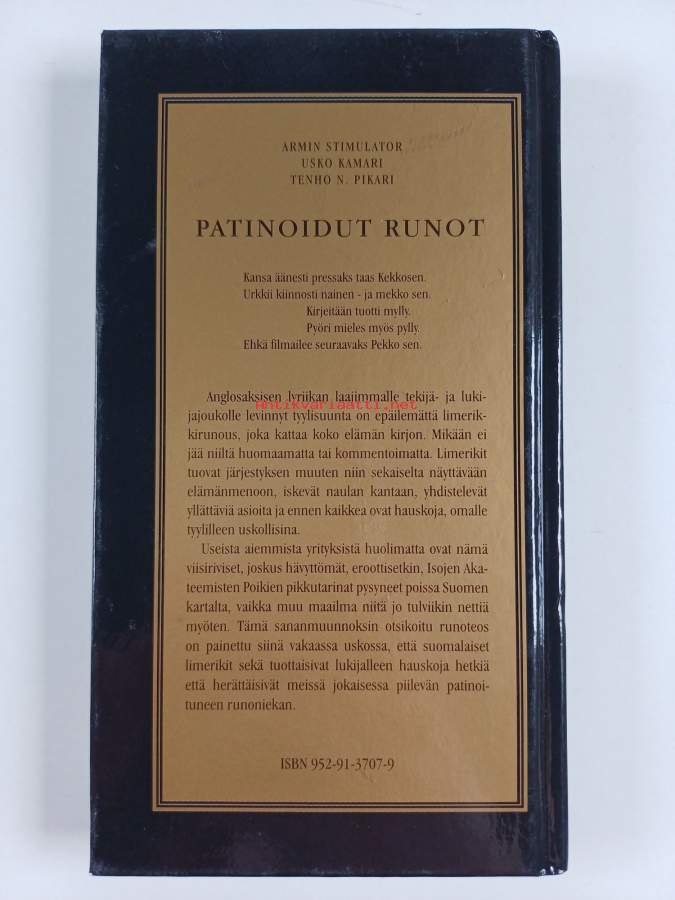 ARMIN STIMULATOR
USKO KAMARI
TENHO N. PIKARI
PATINOIDUT RUNOT
Kansa äänesti pressaks taas Kekkosen.
Urkkii kiinnosti nainen - ja mekko sen.
Kirjeitään tuotti mylly.
Pyöri mieles myös pylly.
Ehkä filmailee seuraavaks Pekko sen.
Anglosaksisen lyriikan laajimmalle tekijä- ja luki-
Antikvariaatti.net
jajoukolle levinnyt tyylisuunta on epäilemättä limerik-
kirunous, joka kattaa koko elämän kirjon. Mikään ei
jää niiltä huomaamatta tai kommentoimatta. Limerikit
tuovat järjestyksen muuten niin sekaiselta näyttävään
elämänmenoon, iskevät naulan kantaan, yhdistelevät
yllättäviä asioita ja ennen kaikkea ovat hauskoja, omalle
tyylilleen uskollisina.
Useista aiemmista yrityksistä huolimatta ovat nämä
viisiriviset, joskus hävyttömät, eroottisetkin, Isojen Aka-
teemisten Poikien pikkutarinat pysyneet poissa Suomen
kartalta, vaikka muu maailma niitä jo tulviikin nettiä
myöten. Tämä sananmuunnoksin otsikoitu runoteos
on painettu siinä vakaassa uskossa, että suomalaiset
limerikit sekä tuottaisivat lukijalleen hauskoja hetkiä
että herättäisivät meissä jokaisessa piilevän patinoi-
tuneen runoniekan.
ISBN 952-91-3707-9